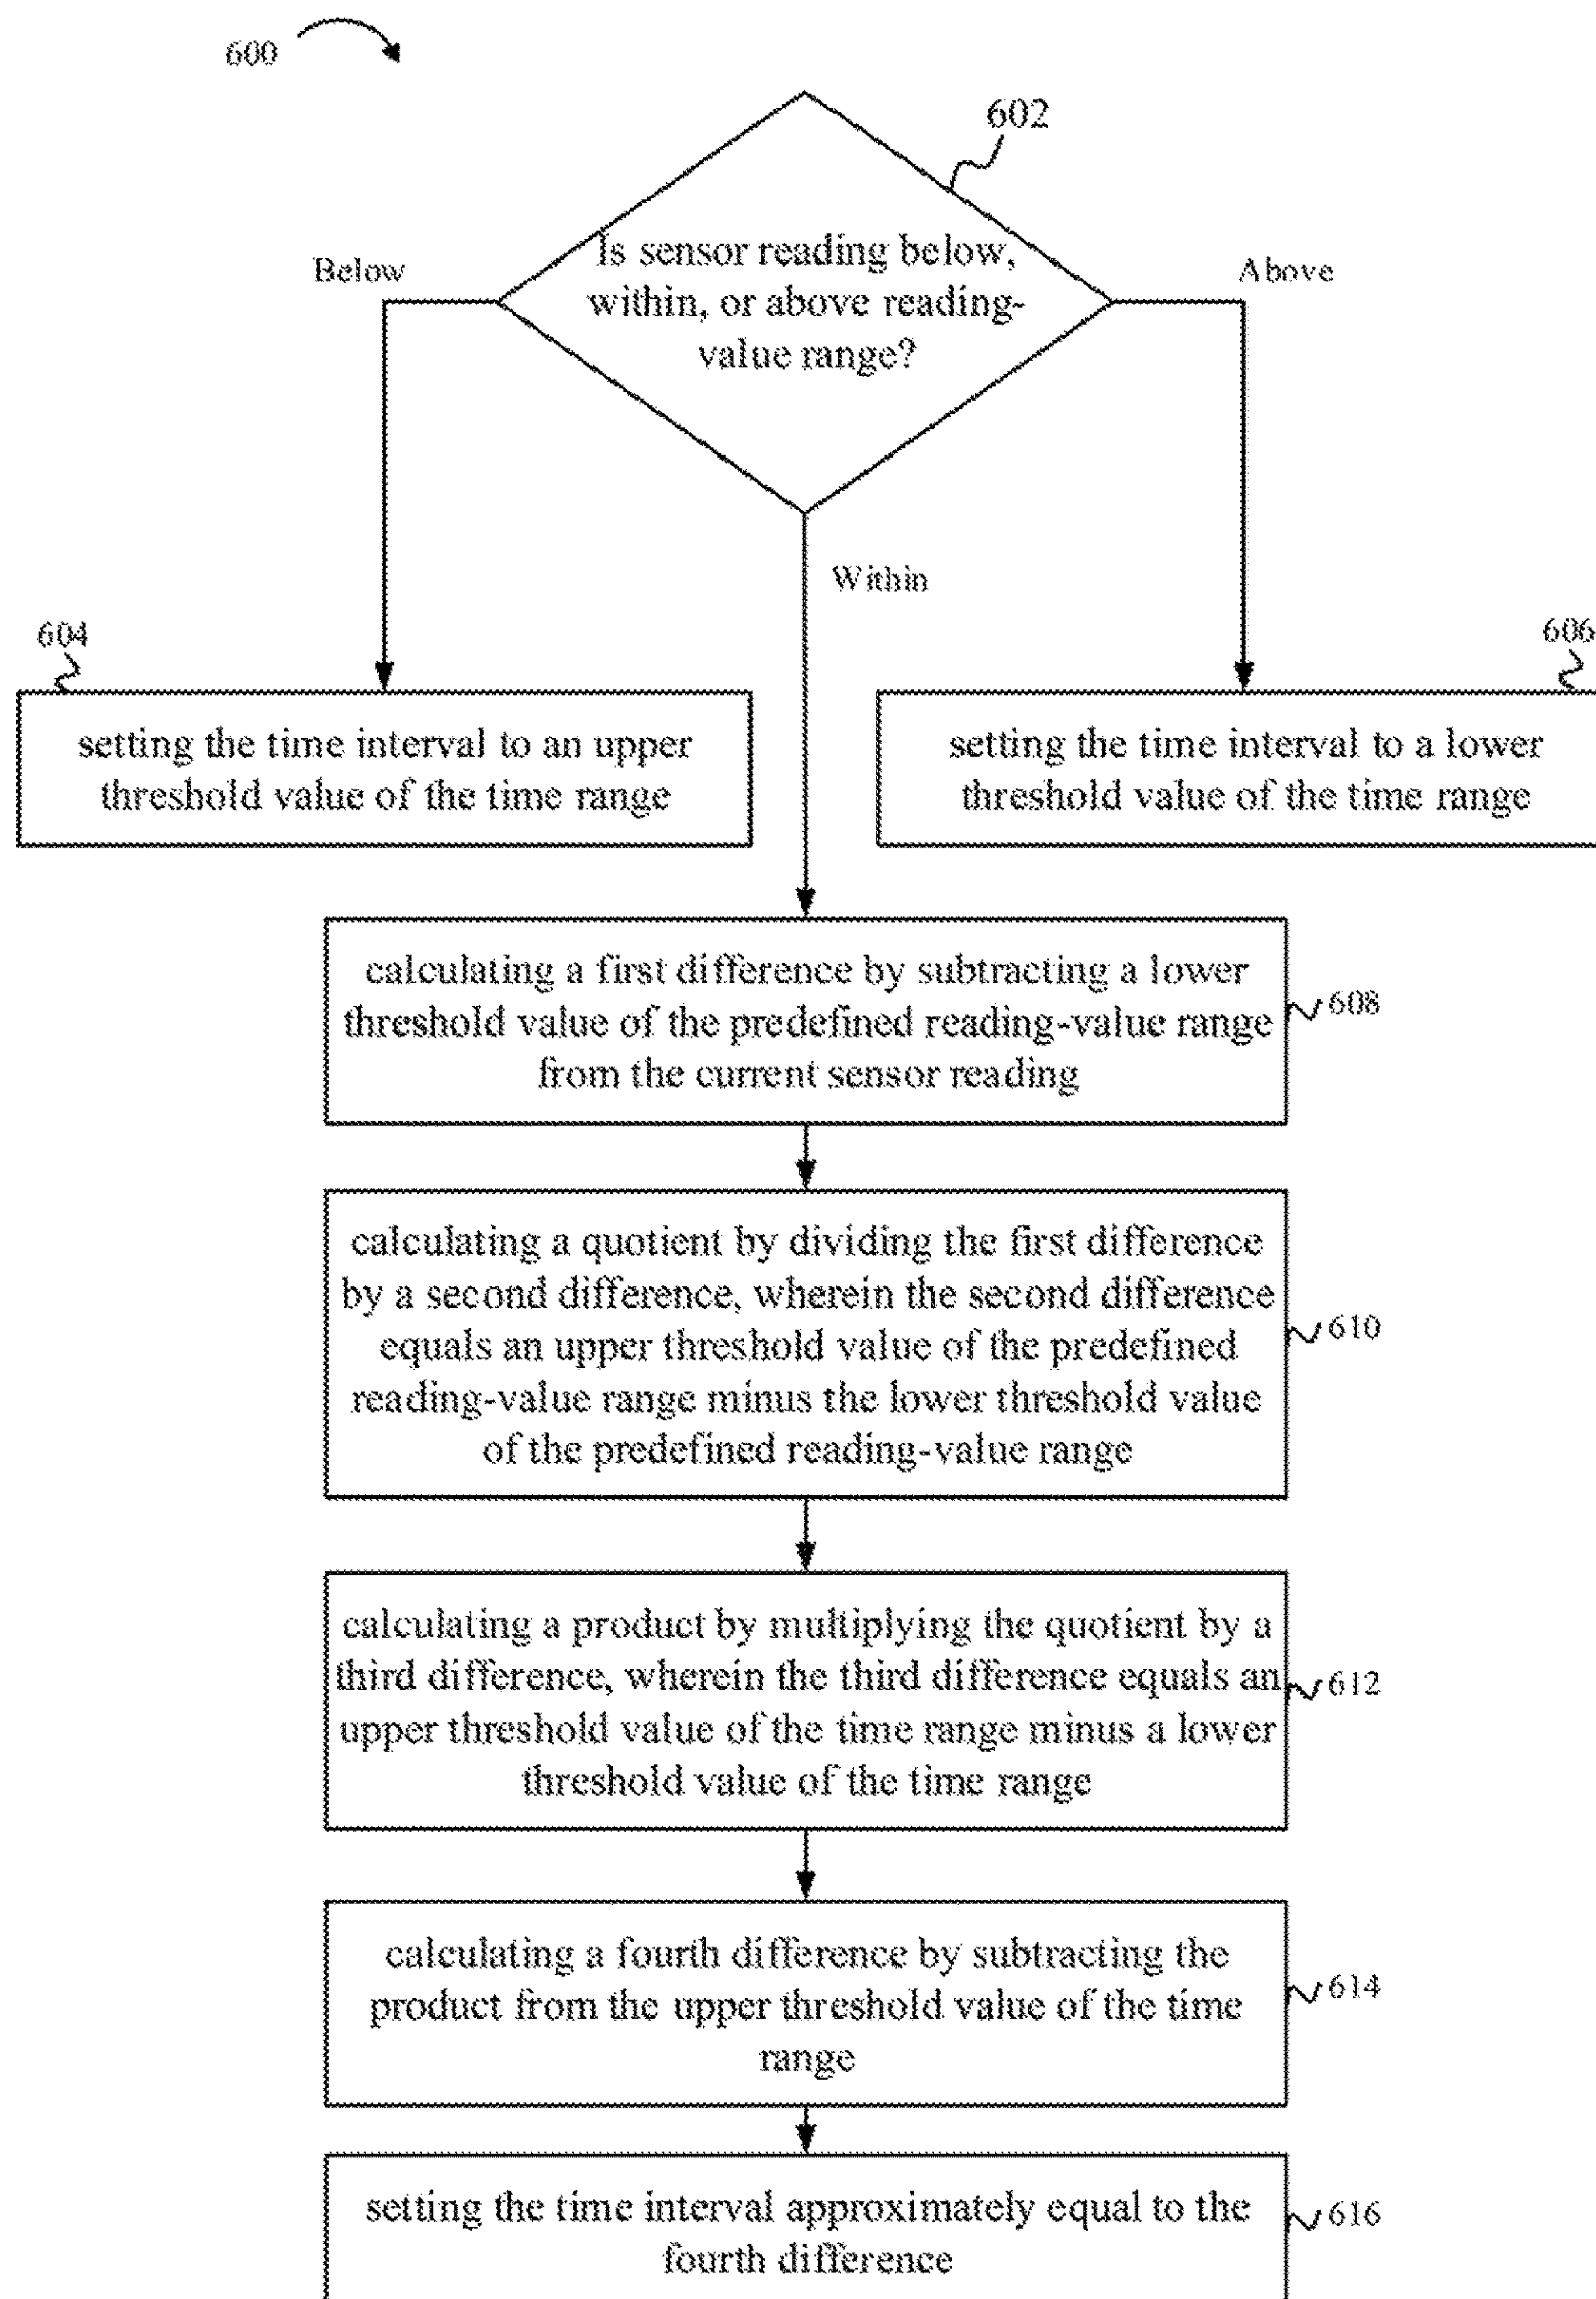 600
602
Is sensor reading below,
within, or above reading-
value range?
Below
Above
Within
604
606
setting the time interval to an upper
threshold value of the time range
setting the time interval to a lower
threshold value of the time range
calculating a first difference by subtracting a lower
threshold value of the predefined reading-value range
from the current sensor reading
608
calculating a quotient by dividing the first difference
by a second difference, wherein the second difference
equals an upper threshold value of the predefined
reading-value range minus the lower threshold value
of the predefined reading-value range
610
calculating a product by multiplying the quotient by a
third difference, wherein the third difference equals an
upper threshold value of the time range minus a lower
threshold value of the time range
612
calculating a fourth difference by subtracting the
product from the upper threshold value of the time
range
614
setting the time interval approximately equal to the
fourth difference
616